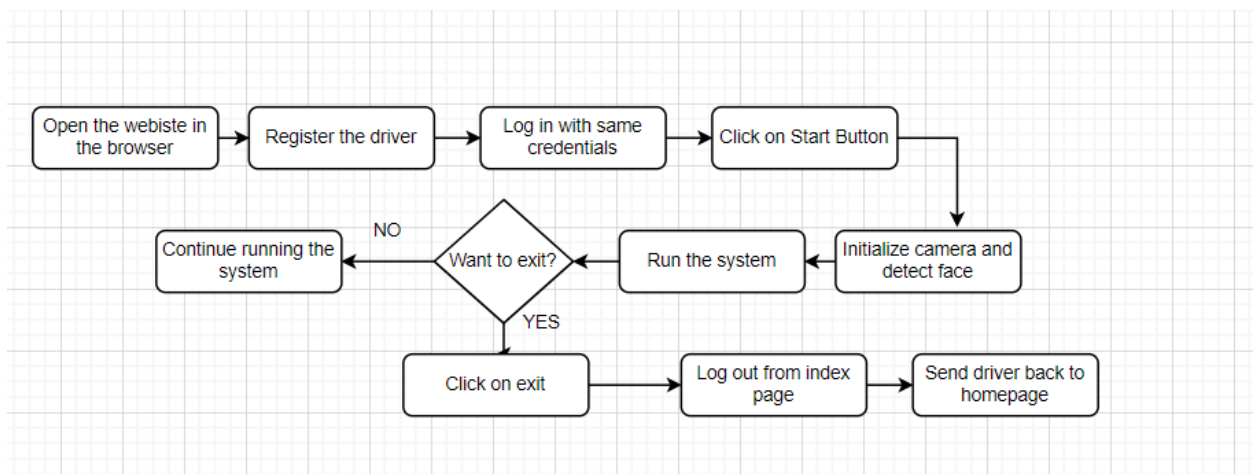 Open the webiste in
the browser
Register the driver
Log in with same
credentials
Click on Start Button
Initialize camera and
detect face
Run the system
Want to exit?
NO
Continue running the
system
YES
Click on exit
Log out from index
page
Send driver back to
homepage